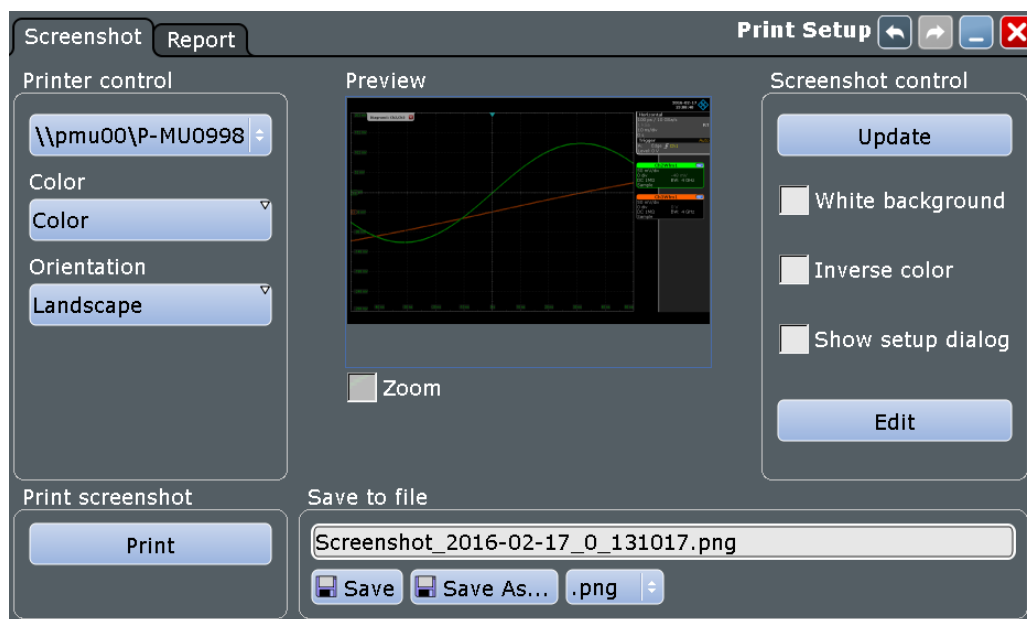 Screenshot
Report
Print Setup
Printer control
\\pmu00\P-MU0998
Color
Color
Orientation
Landscape
Preview
Horizontal
Trigger
Zoom
Screenshot control
Update
White background
Inverse color
Show setup dialog
Edit
Print screenshot
Print
Save to file
Screenshot_2016-02-17_0_131017.png
Save
Save As...
.png